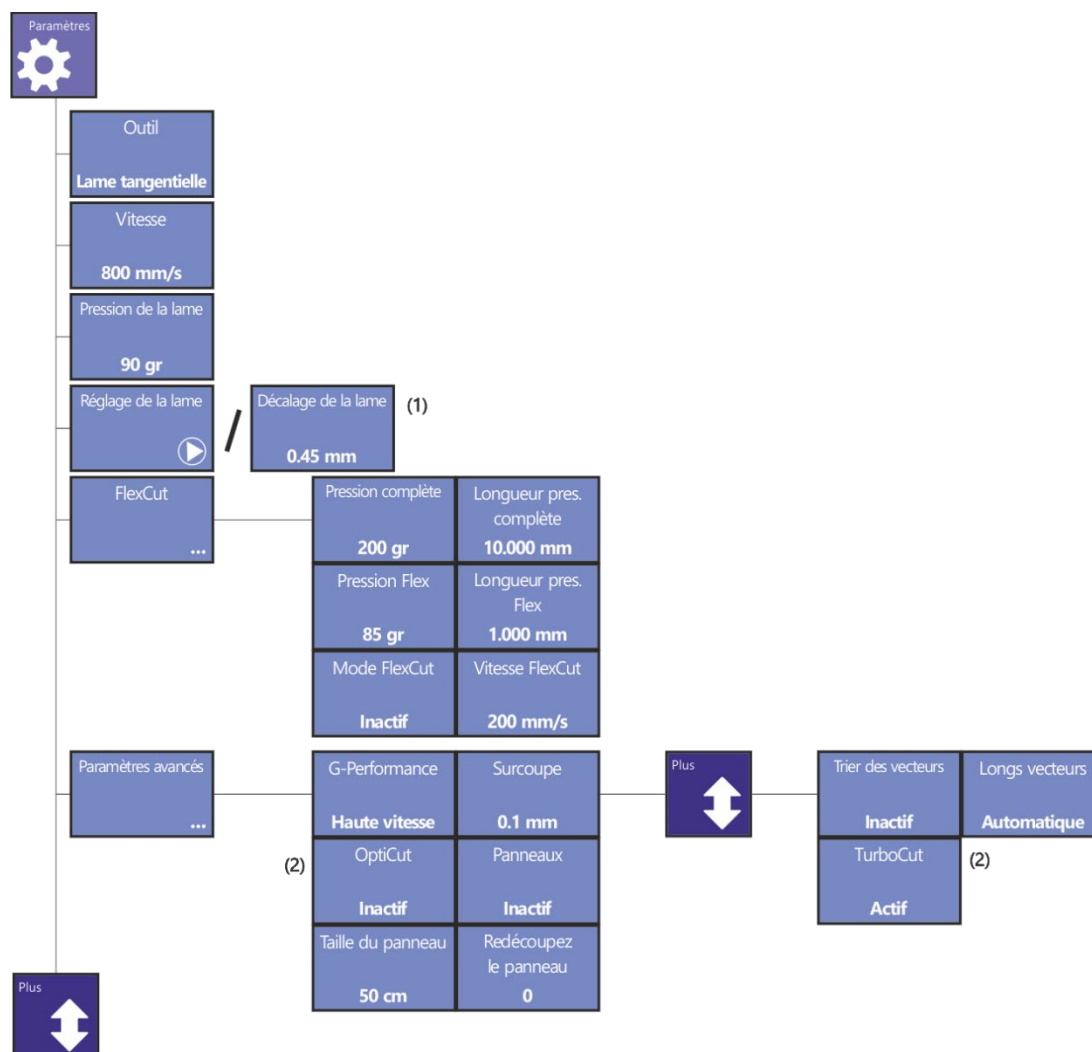 Paramètres
Outil
Lame tangentielle
Vitesse
800 mm/s
Pression de la lame
90 gr
Réglage de la lame
/
Décalage de la lame
0.45 mm
(1)
FlexCut
...
Pression complète
200 gr
Longueur pres.
complète
10.000 mm
Pression Flex
85 gr
Longueur pres.
Flex
1.000 mm
Mode FlexCut
Inactif
Vitesse FlexCut
200 mm/s
Paramètres avancés
...
G-Performance
Haute vitesse
Surcoupe
0.1 mm
(2)
OptiCut
Inactif
Panneaux
Inactif
Taille du panneau
50 cm
Redécoupez
le panneau
0
Plus
Trier des vecteurs
Inactif
Longs vecteurs
Automatique
TurboCut
Actif
(2)
Plus